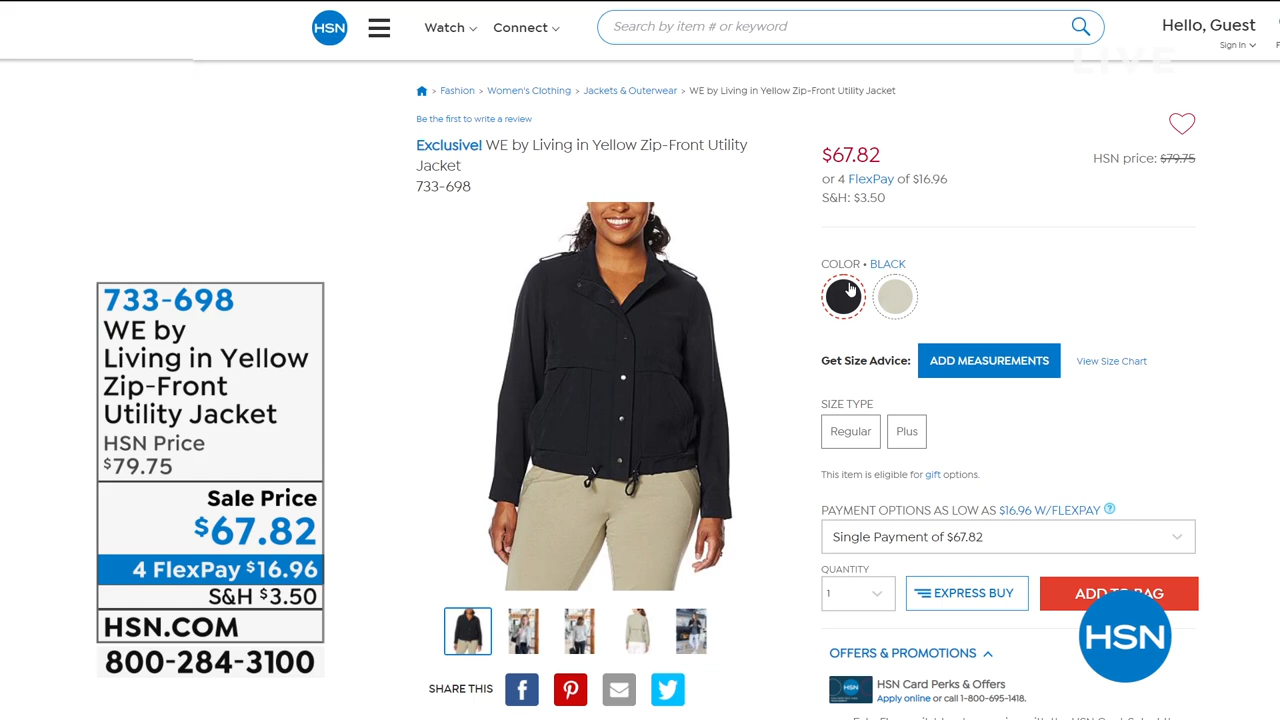 HSN
Watch
Connect
Search by item # or keyword
Hello, Guest
Sign In
LIVE
> Fashion > Women's Clothing > Jackets & Outerwear > WE by Living in Yellow Zip-Front Utility Jacket
Be the first to write a review
Exclusive! WE by Living in Yellow Zip-Front Utility
Jacket
733-698
$67.82
HSN price: $79.75
or 4 FlexPay of $16.96
S&H: $3.50
COLOR • BLACK
Get Size Advice:
ADD MEASUREMENTS
View Size Chart
SIZE TYPE
Regular
Plus
This item is eligible for gift options.
PAYMENT OPTIONS AS LOW AS $16.96 W/FLEXPAY ?
Single Payment of $67.82
QUANTITY
1
EXPRESS BUY
ADD TO BAG
HSN
OFFERS & PROMOTIONS
HSN
HSN Card Perks & Offers
Apply online or call 1-800-695-1418.
SHARE THIS
733-698
WE by
Living in Yellow
Zip-Front
Utility Jacket
HSN Price
$79.75
Sale Price
$67.82
4 FlexPay $16.96
S&H $3.50
HSN.COM
800-284-3100